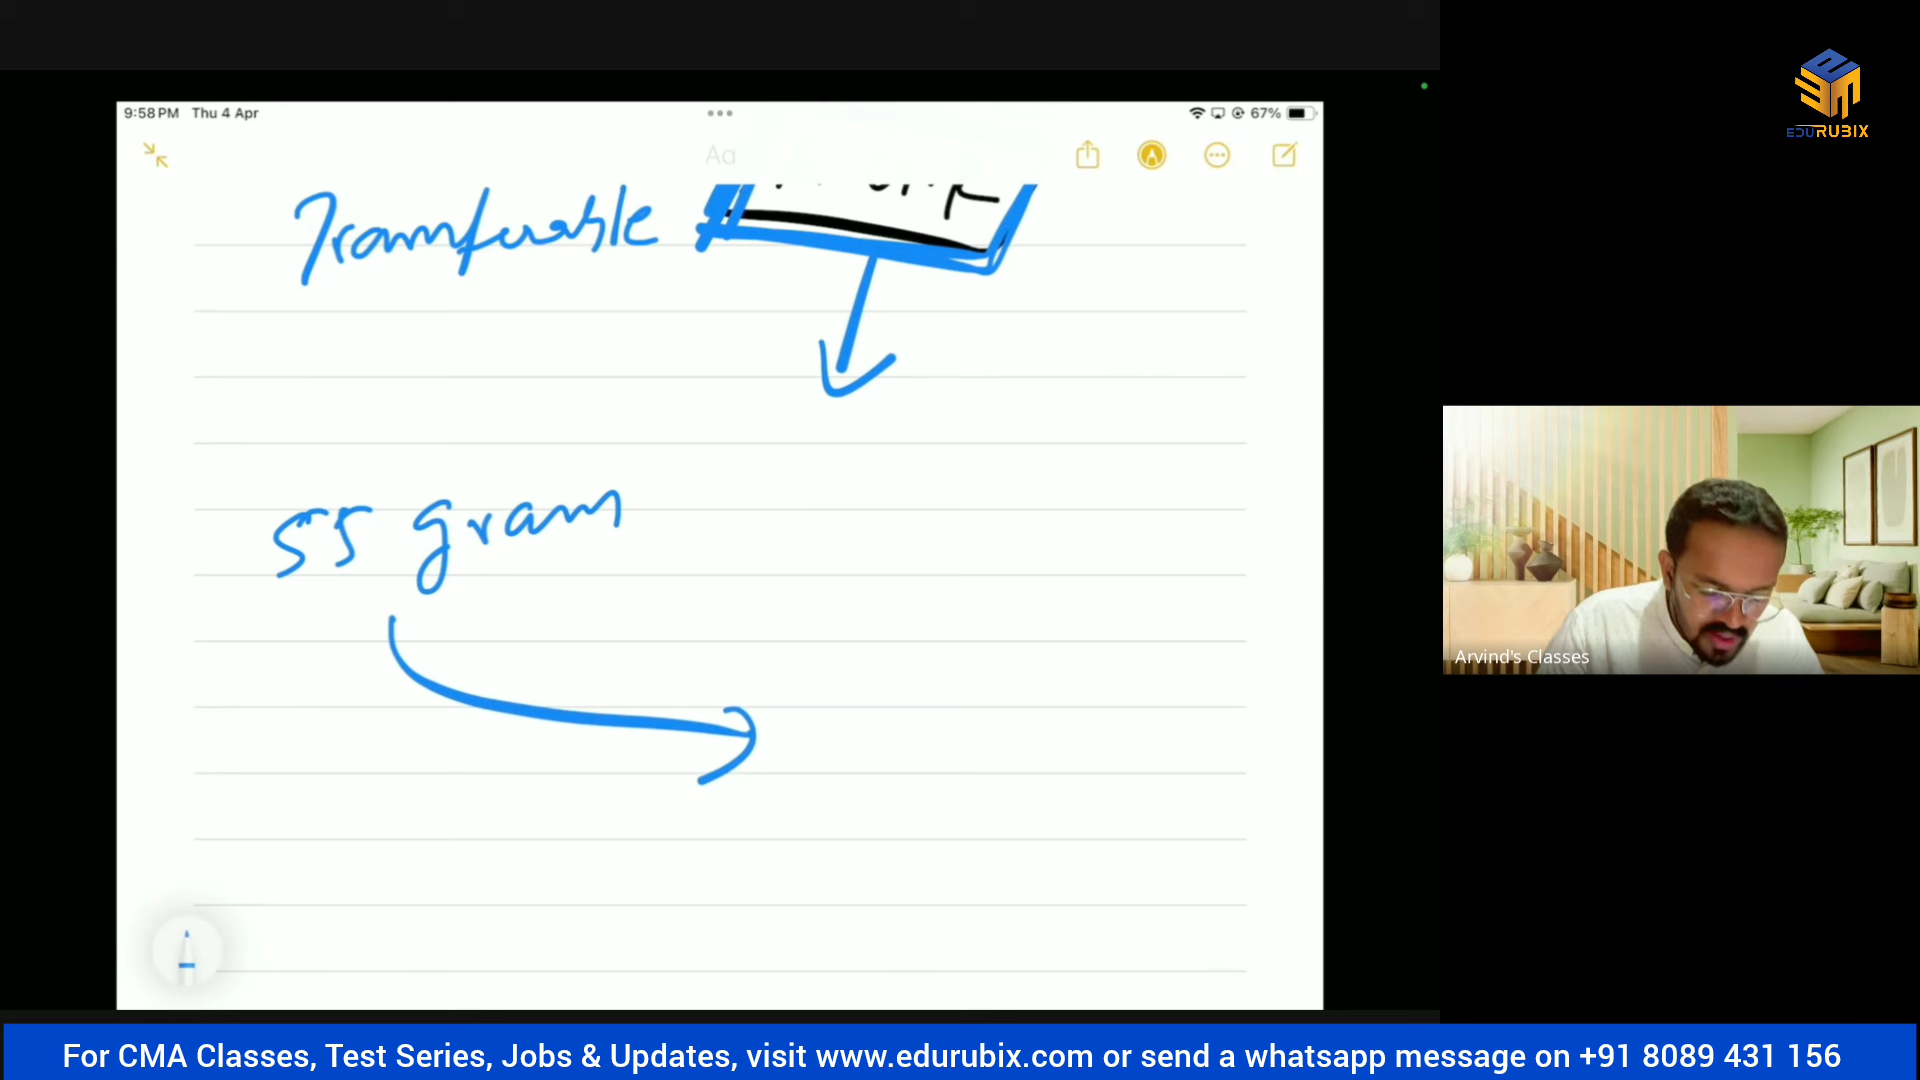 EDURUBIX
9:58 PM Thu 4 Apr
67%
Aa
Transferable
55 gram
Arvind's Classes
For CMA Classes, Test Series, Jobs & Updates, visit www.edurubix.com or send a whatsapp message on +91 8089 431 156